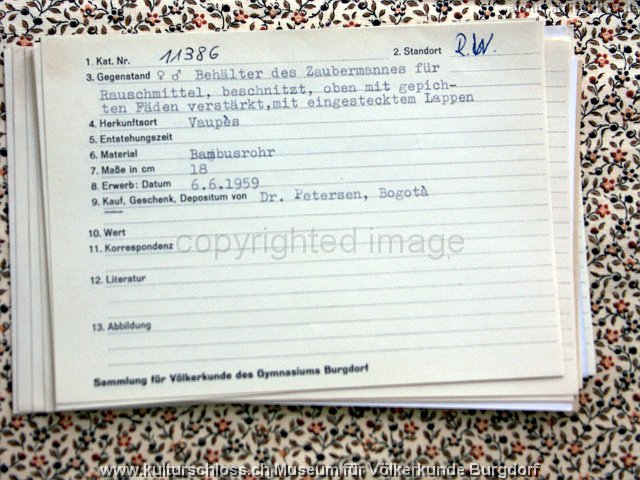 1. Kat. Nr. 11386 2. Standort R.W.
3. Gegenstand ♀ ♂ Behälter des Zaubermannes für
Rauschmittel, beschnitzt, oben mit gepich-
ten Fäden verstärkt,mit eingestecktem Lappen
4. Herkunftsort Vaupès
5. Entstehungszeit
6. Material Bambusrohr
7. Maße in cm 18
8. Erwerb: Datum 6.6.1959
9. Kauf, Geschenk, Depositum von Dr. Petersen, Bogotà
10. Wert
11. Korrespondenz
copyrighted image
12. Literatur
13. Abbildung
Sammlung für Völkerkunde des Gymnasiums Burgdorf
www.kulturschloss.ch Museum für Völkerkunde Burgdorf